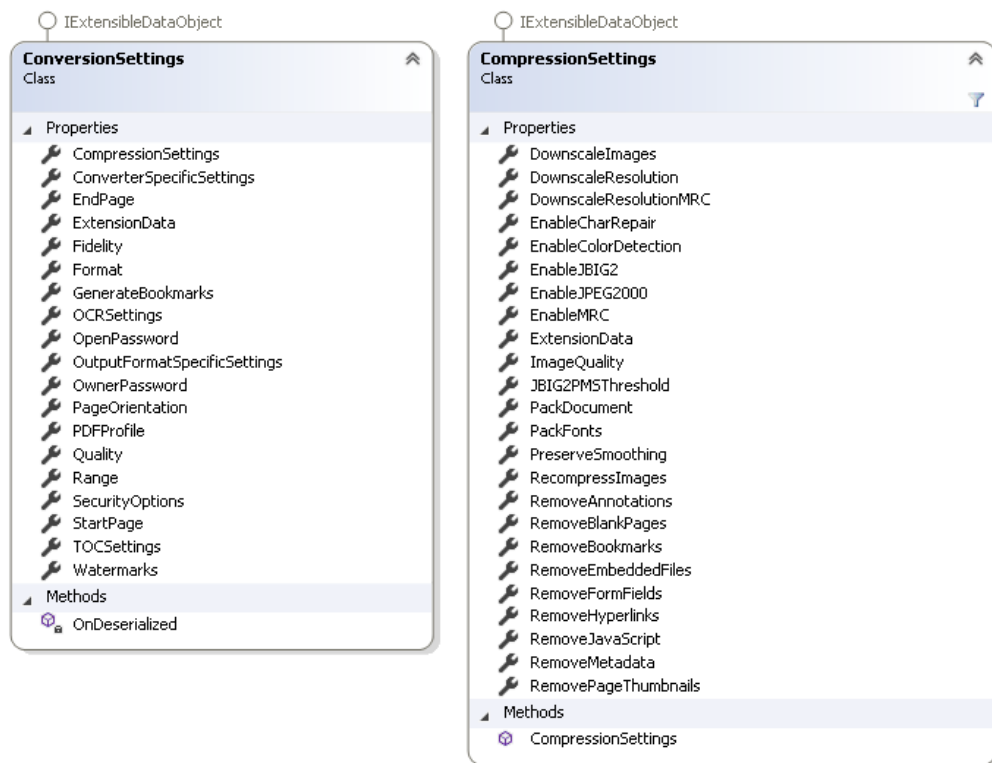 IExtensibleDataObject
ConversionSettings
Class
Properties
CompressionSettings
ConverterSpecificSettings
EndPage
ExtensionData
Fidelity
Format
GenerateBookmarks
OCRSettings
OpenPassword
OutputFormatSpecificSettings
OwnerPassword
PageOrientation
PDFProfile
Quality
Range
SecurityOptions
StartPage
TOCSettings
Watermarks
Methods
OnDeserialized
IExtensibleDataObject
CompressionSettings
Class
Properties
DownscaleImages
DownscaleResolution
DownscaleResolutionMRC
EnableCharRepair
EnableColorDetection
EnableJBIG2
EnableJPEG2000
EnableMRC
ExtensionData
ImageQuality
JBIG2PMSThreshold
PackDocument
PackFonts
PreserveSmoothing
RecompressImages
RemoveAnnotations
RemoveBlankPages
RemoveBookmarks
RemoveEmbeddedFiles
RemoveFormFields
RemoveHyperlinks
RemoveJavaScript
RemoveMetadata
RemovePageThumbnails
Methods
CompressionSettings